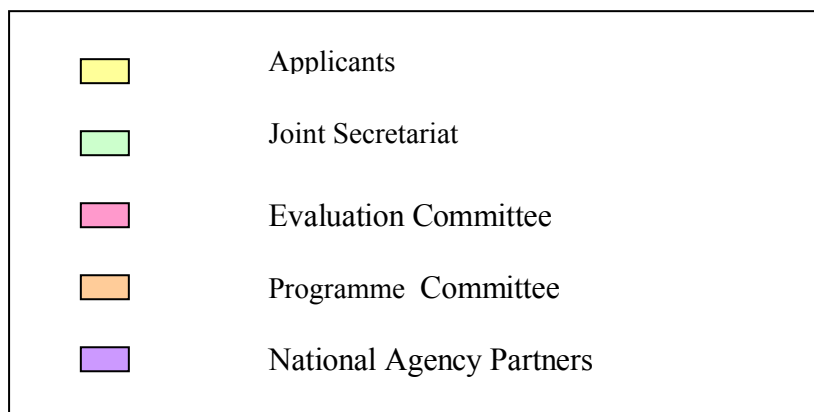 Applicants
Joint Secretariat
Evaluation Committee
Programme Committee
National Agency Partners